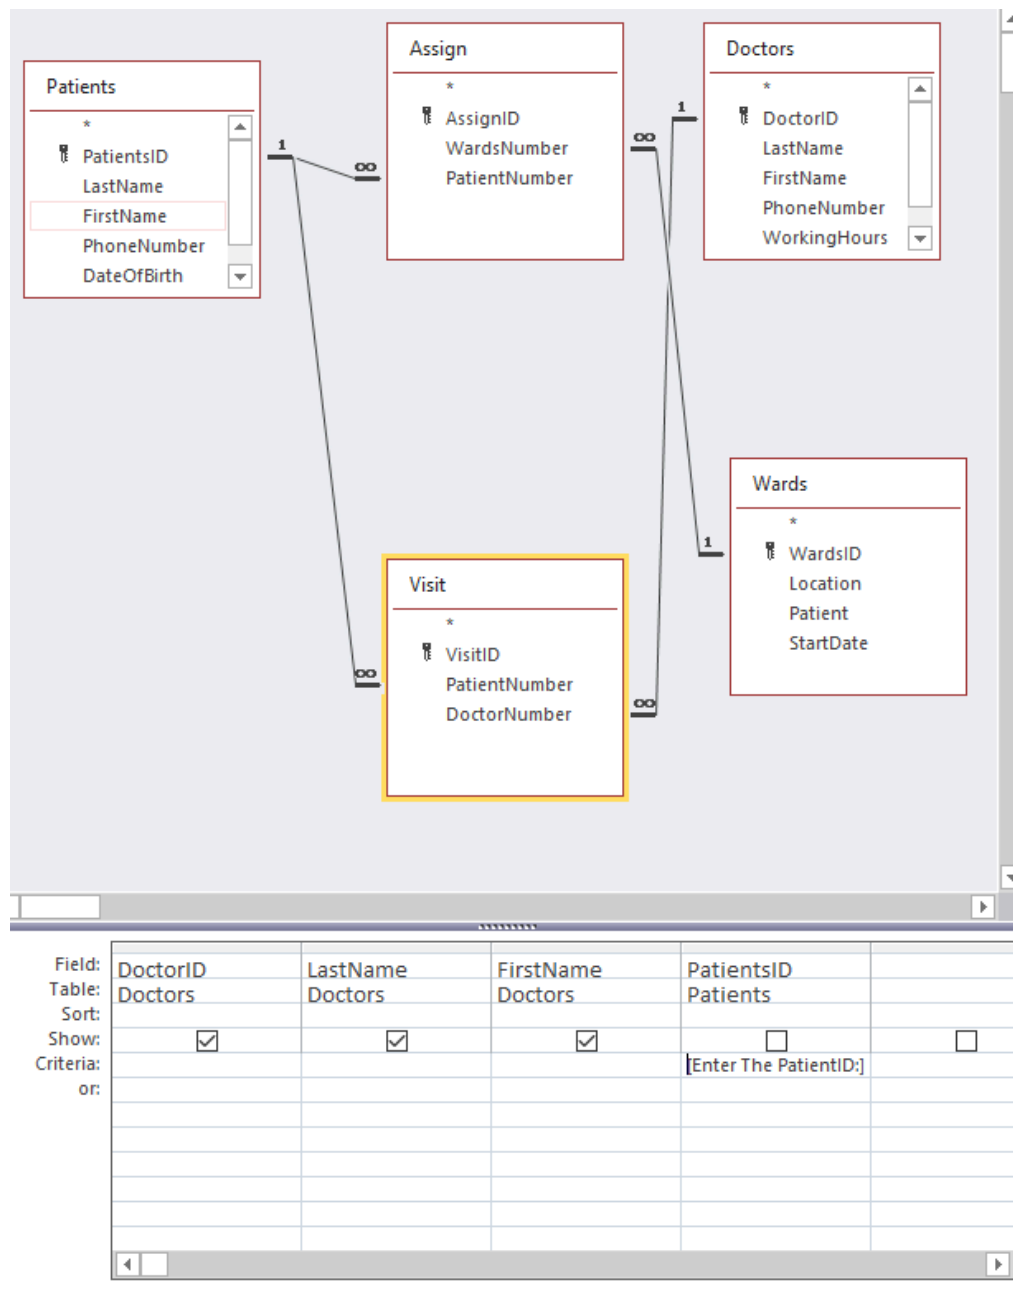 Patients
*
PatientsID
LastName
FirstName
PhoneNumber
DateOfBirth
1
∞
Assign
*
AssignID
WardsNumber
PatientNumber
∞
1
Doctors
*
DoctorID
LastName
FirstName
PhoneNumber
WorkingHours
1
Wards
*
WardsID
Location
Patient
StartDate
∞
Visit
*
VisitID
PatientNumber
DoctorNumber
∞
Field: DoctorID LastName FirstName PatientsID
Table: Doctors Doctors Doctors Patients
Sort:
Show:
Criteria: [Enter The PatientID:]
or: